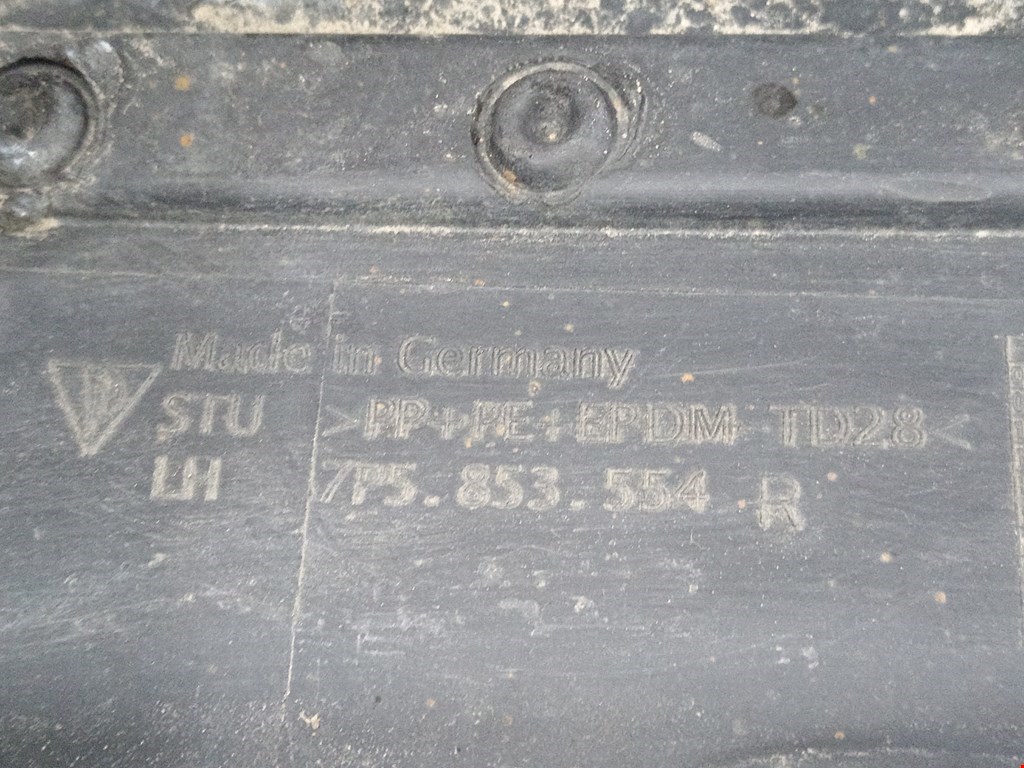 Made in Germany
STU >PP+PE+EPDM TD28<
LH 7P5.853.554 R